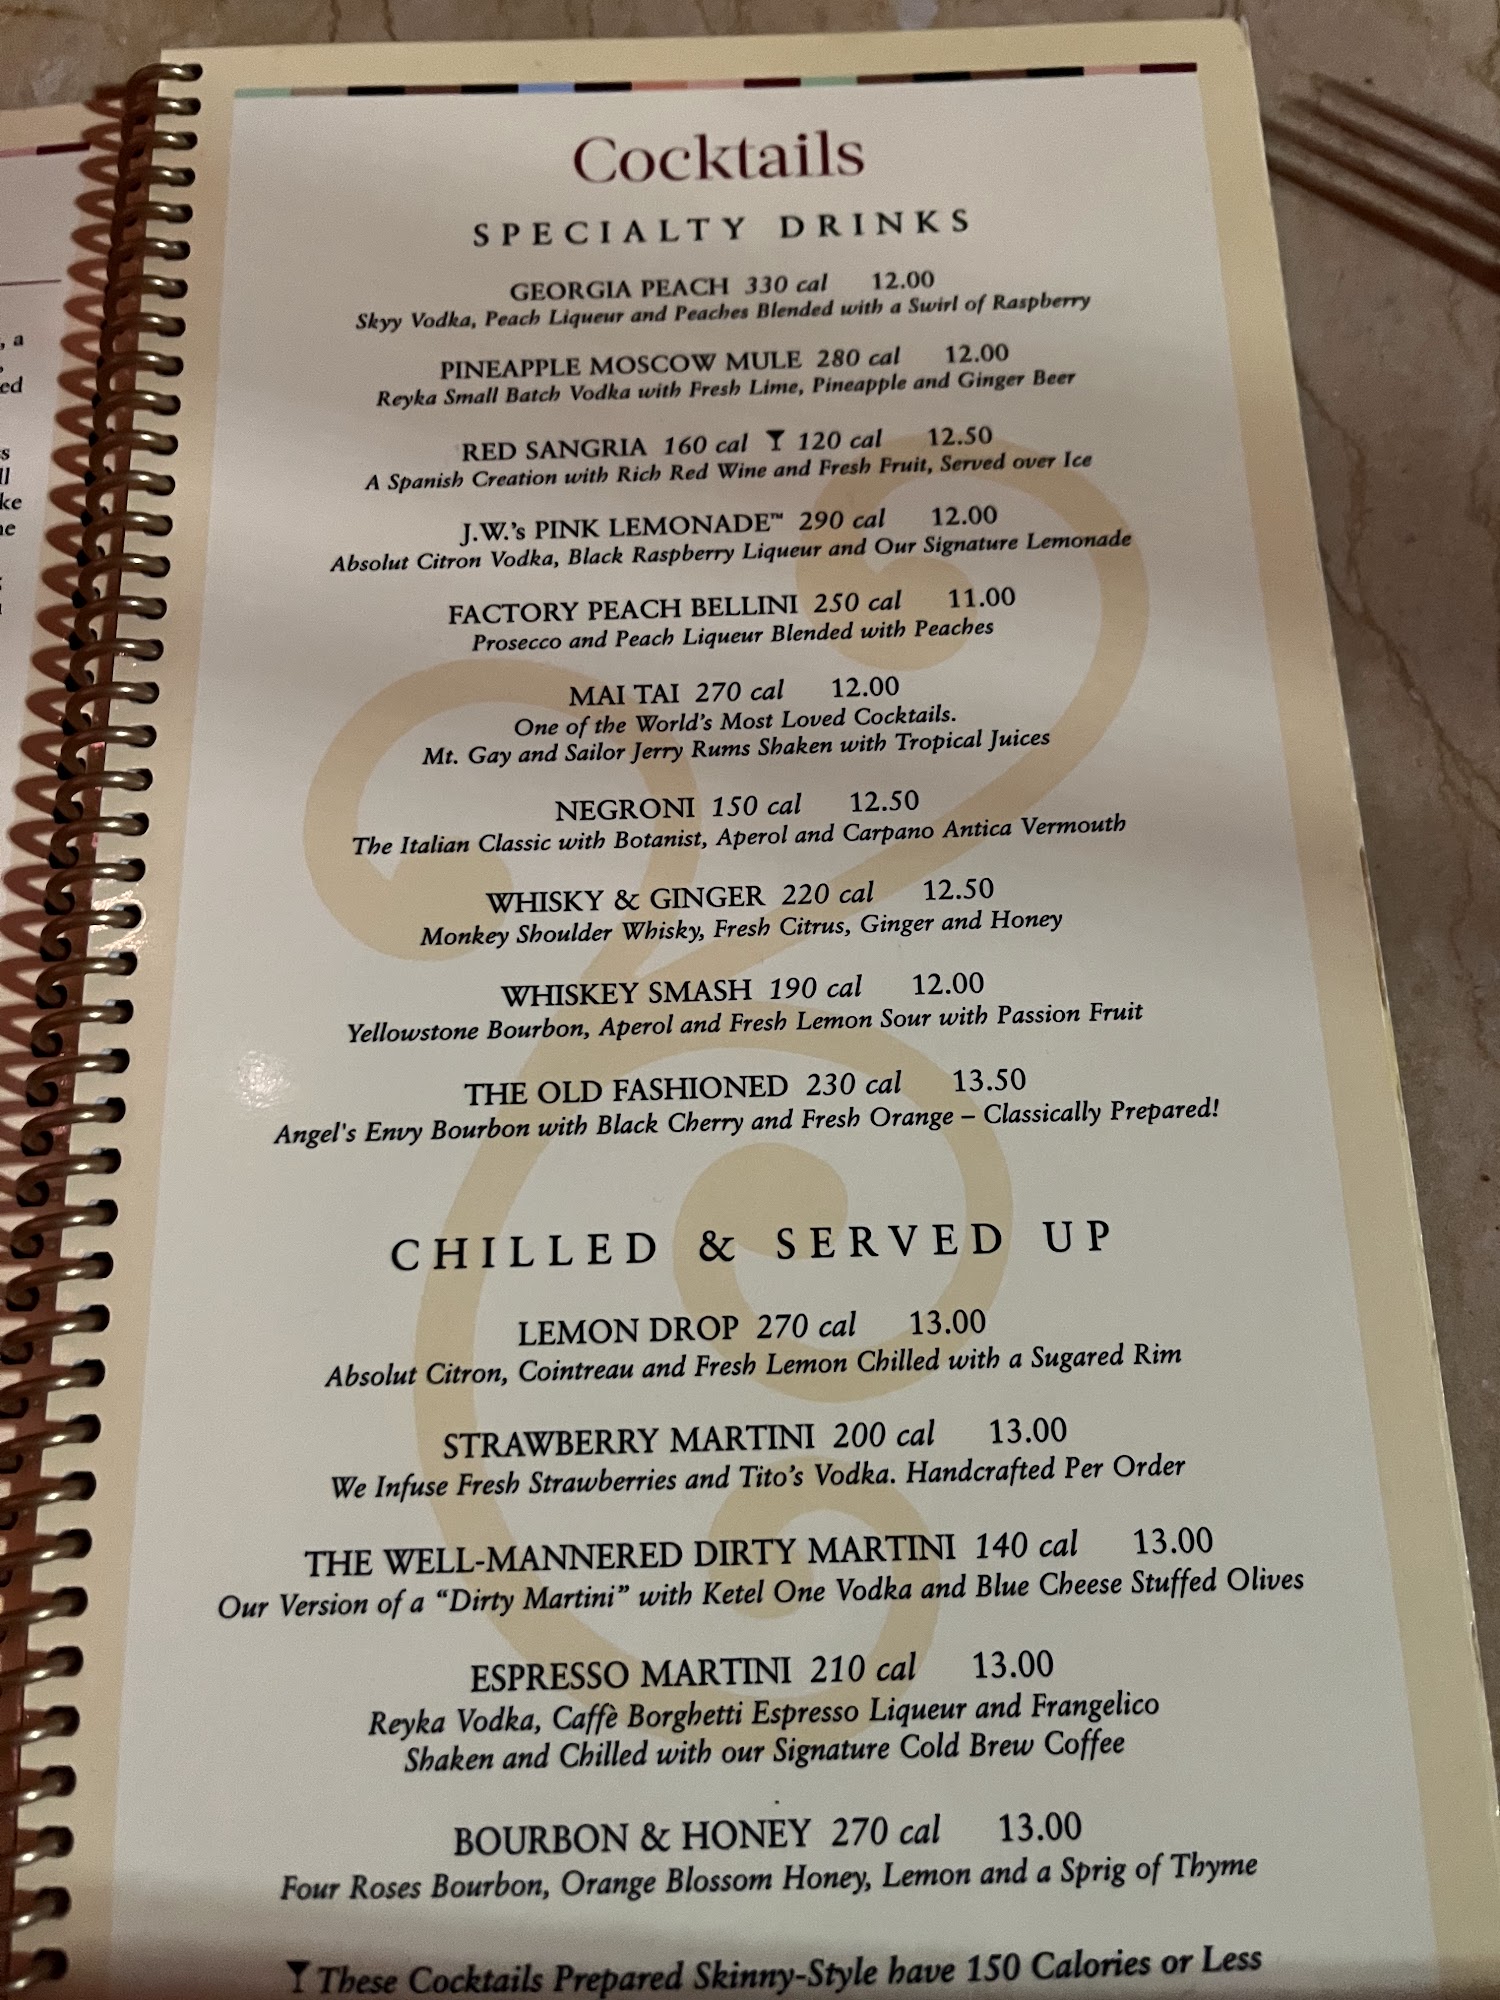 , a
ed
s
ll
ke
ne
Cocktails
SPECIALTY DRINKS
GEORGIA PEACH 330 cal 12.00
Skyy Vodka, Peach Liqueur and Peaches Blended with a Swirl of Raspberry
PINEAPPLE MOSCOW MULE 280 cal 12.00
Reyka Small Batch Vodka with Fresh Lime, Pineapple and Ginger Beer
RED SANGRIA 160 cal 120 cal 12.50
A Spanish Creation with Rich Red Wine and Fresh Fruit, Served over Ice
J.W.'s PINK LEMONADE™ 290 cal 12.00
Absolut Citron Vodka, Black Raspberry Liqueur and Our Signature Lemonade
FACTORY PEACH BELLINI 250 cal 11.00
Prosecco and Peach Liqueur Blended with Peaches
MAI TAI 270 cal 12.00
One of the World's Most Loved Cocktails.
Mt. Gay and Sailor Jerry Rums Shaken with Tropical Juices
NEGRONI 150 cal 12.50
The Italian Classic with Botanist, Aperol and Carpano Antica Vermouth
WHISKY & GINGER 220 cal 12.50
Monkey Shoulder Whisky, Fresh Citrus, Ginger and Honey
WHISKEY SMASH 190 cal 12.00
Yellowstone Bourbon, Aperol and Fresh Lemon Sour with Passion Fruit
THE OLD FASHIONED 230 cal 13.50
Angel's Envy Bourbon with Black Cherry and Fresh Orange – Classically Prepared!
CHILLED & SERVED UP
LEMON DROP 270 cal 13.00
Absolut Citron, Cointreau and Fresh Lemon Chilled with a Sugared Rim
STRAWBERRY MARTINI 200 cal 13.00
We Infuse Fresh Strawberries and Tito's Vodka. Handcrafted Per Order
THE WELL-MANNERED DIRTY MARTINI 140 cal 13.00
Our Version of a “Dirty Martini” with Ketel One Vodka and Blue Cheese Stuffed Olives
ESPRESSO MARTINI 210 cal 13.00
Reyka Vodka, Caffè Borghetti Espresso Liqueur and Frangelico
Shaken and Chilled with our Signature Cold Brew Coffee
BOURBON & HONEY 270 cal 13.00
Four Roses Bourbon, Orange Blossom Honey, Lemon and a Sprig of Thyme
These Cocktails Prepared Skinny-Style have 150 Calories or Less